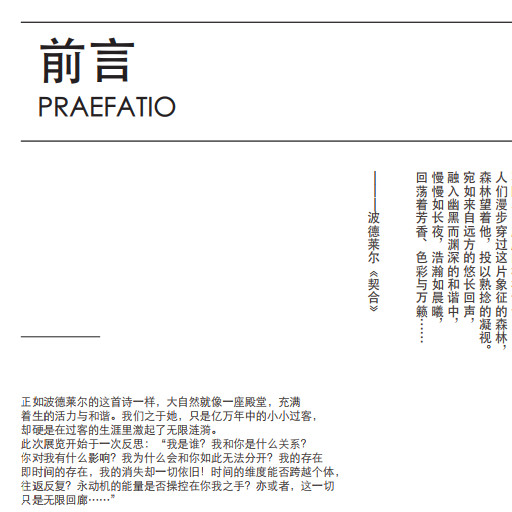 前言
PRAEFATIO
人们漫步穿过这片象征的森林，
森林望着他，投以熟捻的凝视。
宛如来自远方的悠长回声，
融入幽黑而渊深的和谐中，
慢慢如长夜，浩瀚如晨曦，
回荡着芳香、色彩与万籁……
——波德莱尔《契合》
正如波德莱尔的这首诗一样，大自然就像一座殿堂，充满
着生的活力与和谐。我们之于她，只是亿万年中的小小过客，
却硬是在过客的生涯里激起了无限涟漪。
此次展览开始于一次反思：“我是谁？我和你是什么关系？
你对我有什么影响？我为什么会和你如此无法分开？我的存在
即时间的存在，我的消失却一切依旧！时间的维度能否跨越个体，
往返反复？永动机的能量是否操控在你我之手？亦或者，这一切
只是无限回廊……”